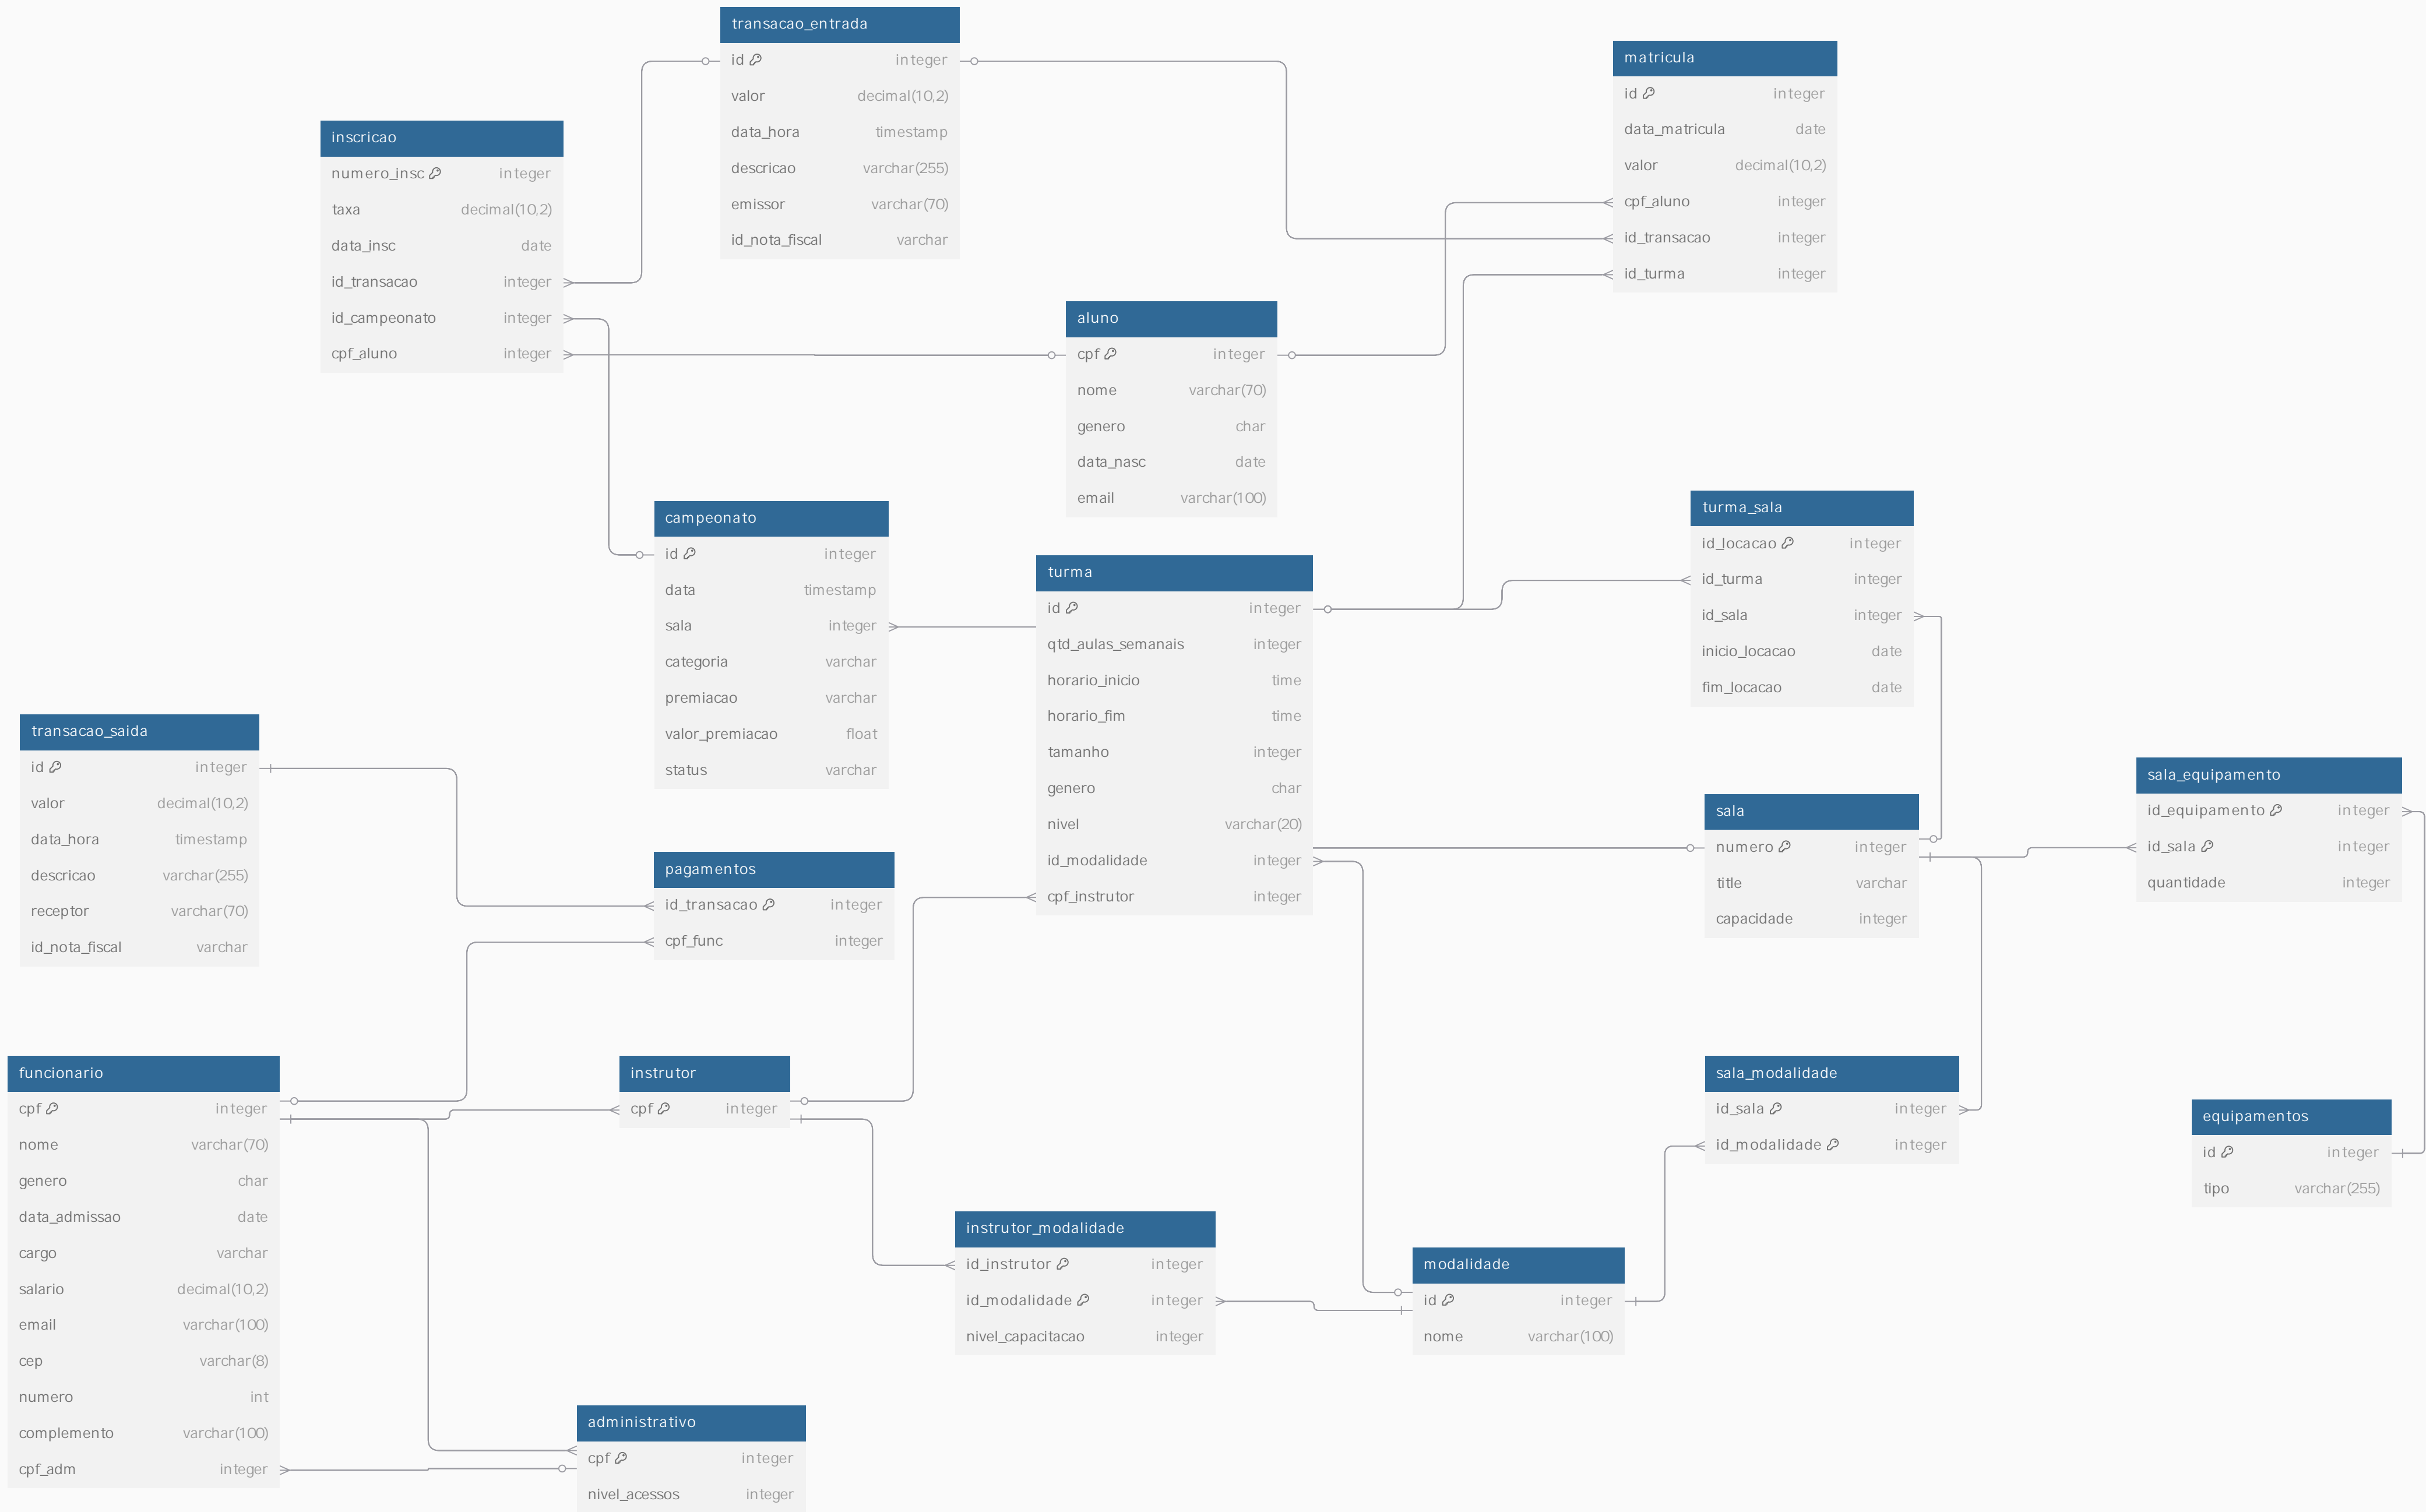 transacao_entrada
id integer
valor decimal(10,2)
data_hora timestamp
descricao varchar(255)
emissor varchar(70)
id_nota_fiscal varchar
matricula
id integer
data_matricula date
valor decimal(10,2)
cpf_aluno integer
id_transacao integer
id_turma integer
inscricao
numero_insc integer
taxa decimal(10,2)
data_insc date
id_transacao integer
id_campeonato integer
cpf_aluno integer
aluno
cpf integer
nome varchar(70)
genero char
data_nasc date
email varchar(100)
campeonato
id integer
data timestamp
sala integer
categoria varchar
premiacao varchar
valor_premiacao float
status varchar
turma
id integer
qtd_aulas_semanais integer
horario_inicio time
horario_fim time
tamanho integer
genero char
nivel varchar(20)
id_modalidade integer
cpf_instrutor integer
turma_sala
id_locacao integer
id_turma integer
id_sala integer
inicio_locacao date
fim_locacao date
transacao_saida
id integer
valor decimal(10,2)
data_hora timestamp
descricao varchar(255)
receptor varchar(70)
id_nota_fiscal varchar
pagamentos
id_transacao integer
cpf_func integer
sala
numero integer
title varchar
capacidade integer
sala_equipamento
id_equipamento integer
id_sala integer
quantidade integer
funcionario
cpf integer
nome varchar(70)
genero char
data_admissao date
cargo varchar
salario decimal(10,2)
email varchar(100)
cep varchar(8)
numero int
complemento varchar(100)
cpf_adm integer
instrutor
cpf integer
sala_modalidade
id_sala integer
id_modalidade integer
equipamentos
id integer
tipo varchar(255)
instrutor_modalidade
id_instrutor integer
id_modalidade integer
nivel_capacitacao integer
modalidade
id integer
nome varchar(100)
administrativo
cpf integer
nivel_acessos integer